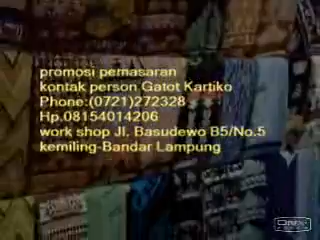 promosi pemasaran
kontak person Gatot Kartiko
Phone:(0721)272328
Hp.08154014206
work shop Jl. Basudewo B5/No.5
kemiling-Bandar Lampung